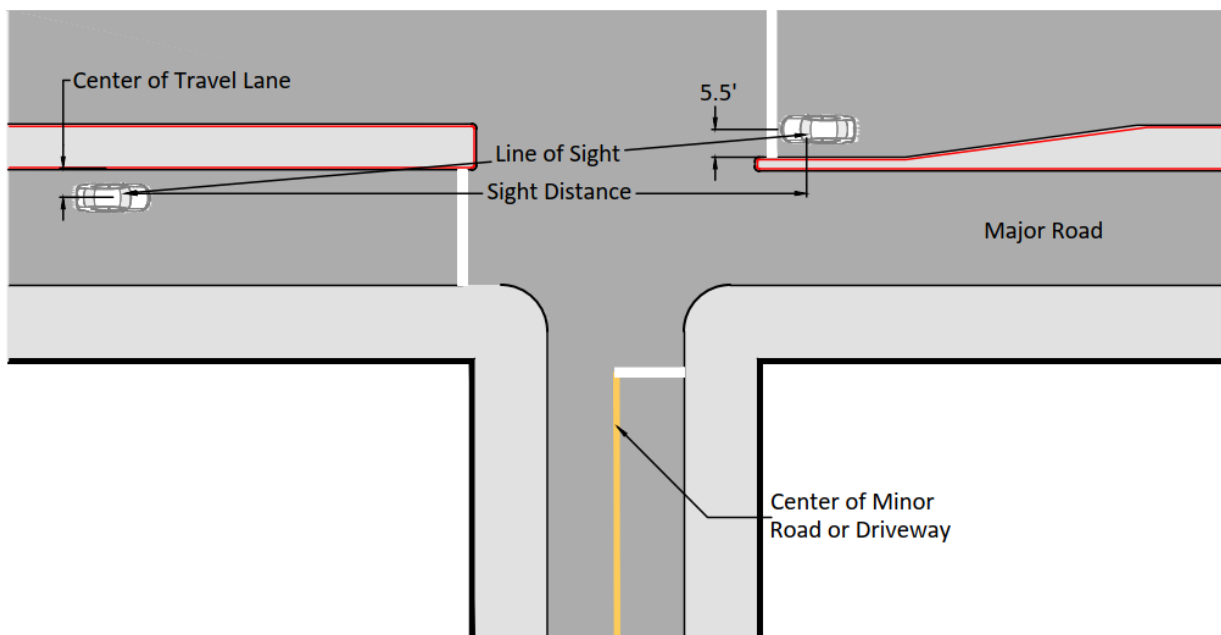 Center of Travel Lane
5.5'
Line of Sight
Sight Distance
Major Road
Center of Minor
Road or Driveway